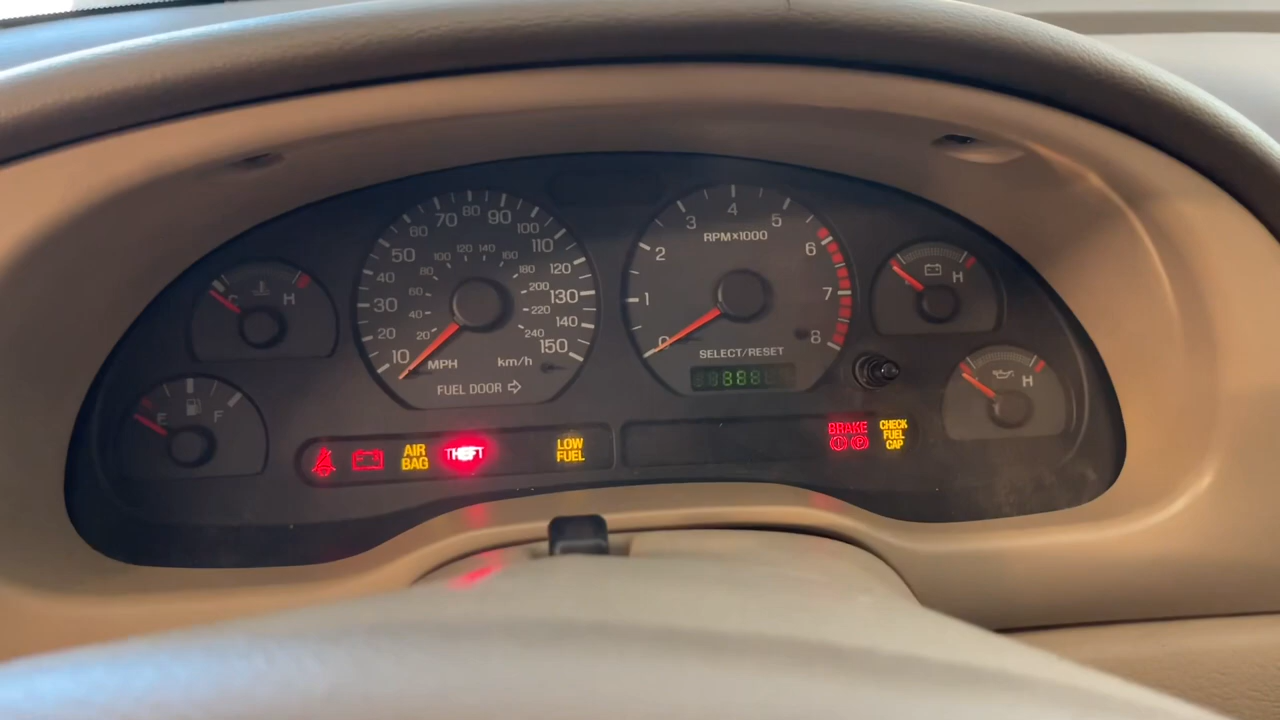 C H
E F
10 20 30 40 50 60 70 80 90 100 110 120 130 140 150
20 40 60 80 100 120 140 160 180 200 220 240
MPH km/h
FUEL DOOR
0 1 2 3 4 5 6 7 8
RPM×1000
SELECT/RESET
H
H
AIR
BAG
THEFT
LOW
FUEL
BRAKE
(!) (P)
CHECK
FUEL
CAP